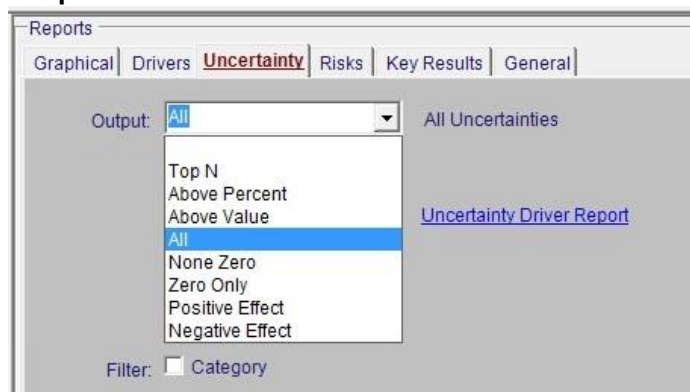 Reports
Graphical Drivers Uncertainty Risks Key Results General
Output: All All Uncertainties
Top N
Above Percent
Above Value Uncertainty Driver Report
All
None Zero
Zero Only
Positive Effect
Negative Effect
Filter: Category